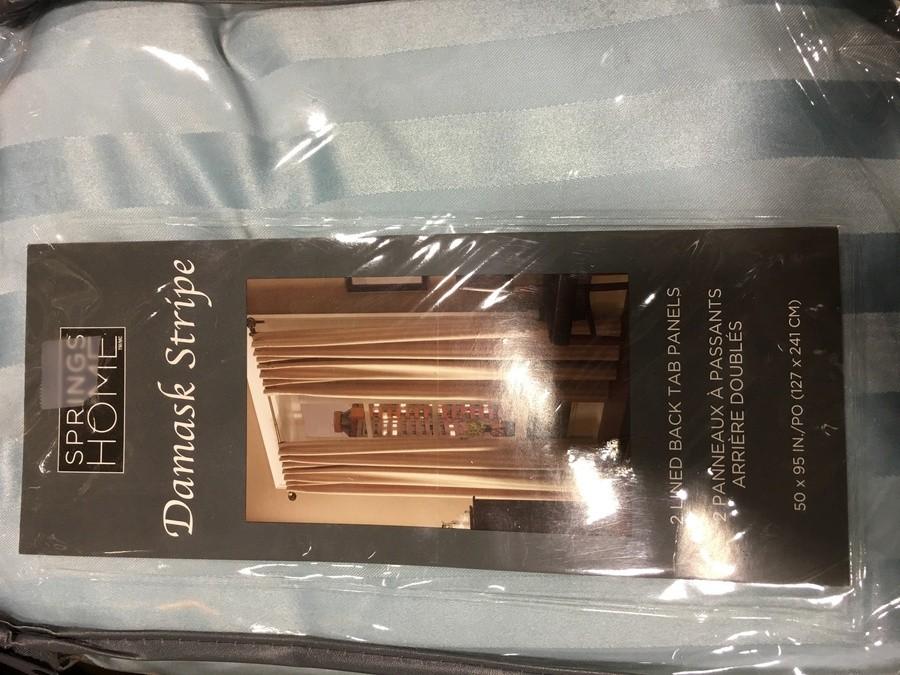 SPRINGS
HOME
Damask Stripe
2 LINED BACK TAB PANELS
2 PANNEAUX À PASSANTS
ARRIÈRE DOUBLÉS
50 x 95 IN/PO (127 x 241 CM)